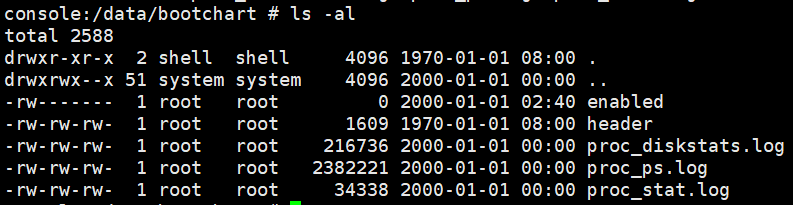 console:/data/bootchart # ls -al
total 2588
drwxr-xr-x  2 shell  shell     4096 1970-01-01 08:00 .
drwxrwx--x 51 system system    4096 2000-01-01 00:00 ..
-rw-------  1 root   root         0 2000-01-01 02:40 enabled
-rw-rw-rw-  1 root   root      1609 1970-01-01 08:00 header
-rw-rw-rw-  1 root   root    216736 2000-01-01 00:00 proc_diskstats.log
-rw-rw-rw-  1 root   root   2382221 2000-01-01 00:00 proc_ps.log
-rw-rw-rw-  1 root   root     34338 2000-01-01 00:00 proc_stat.log